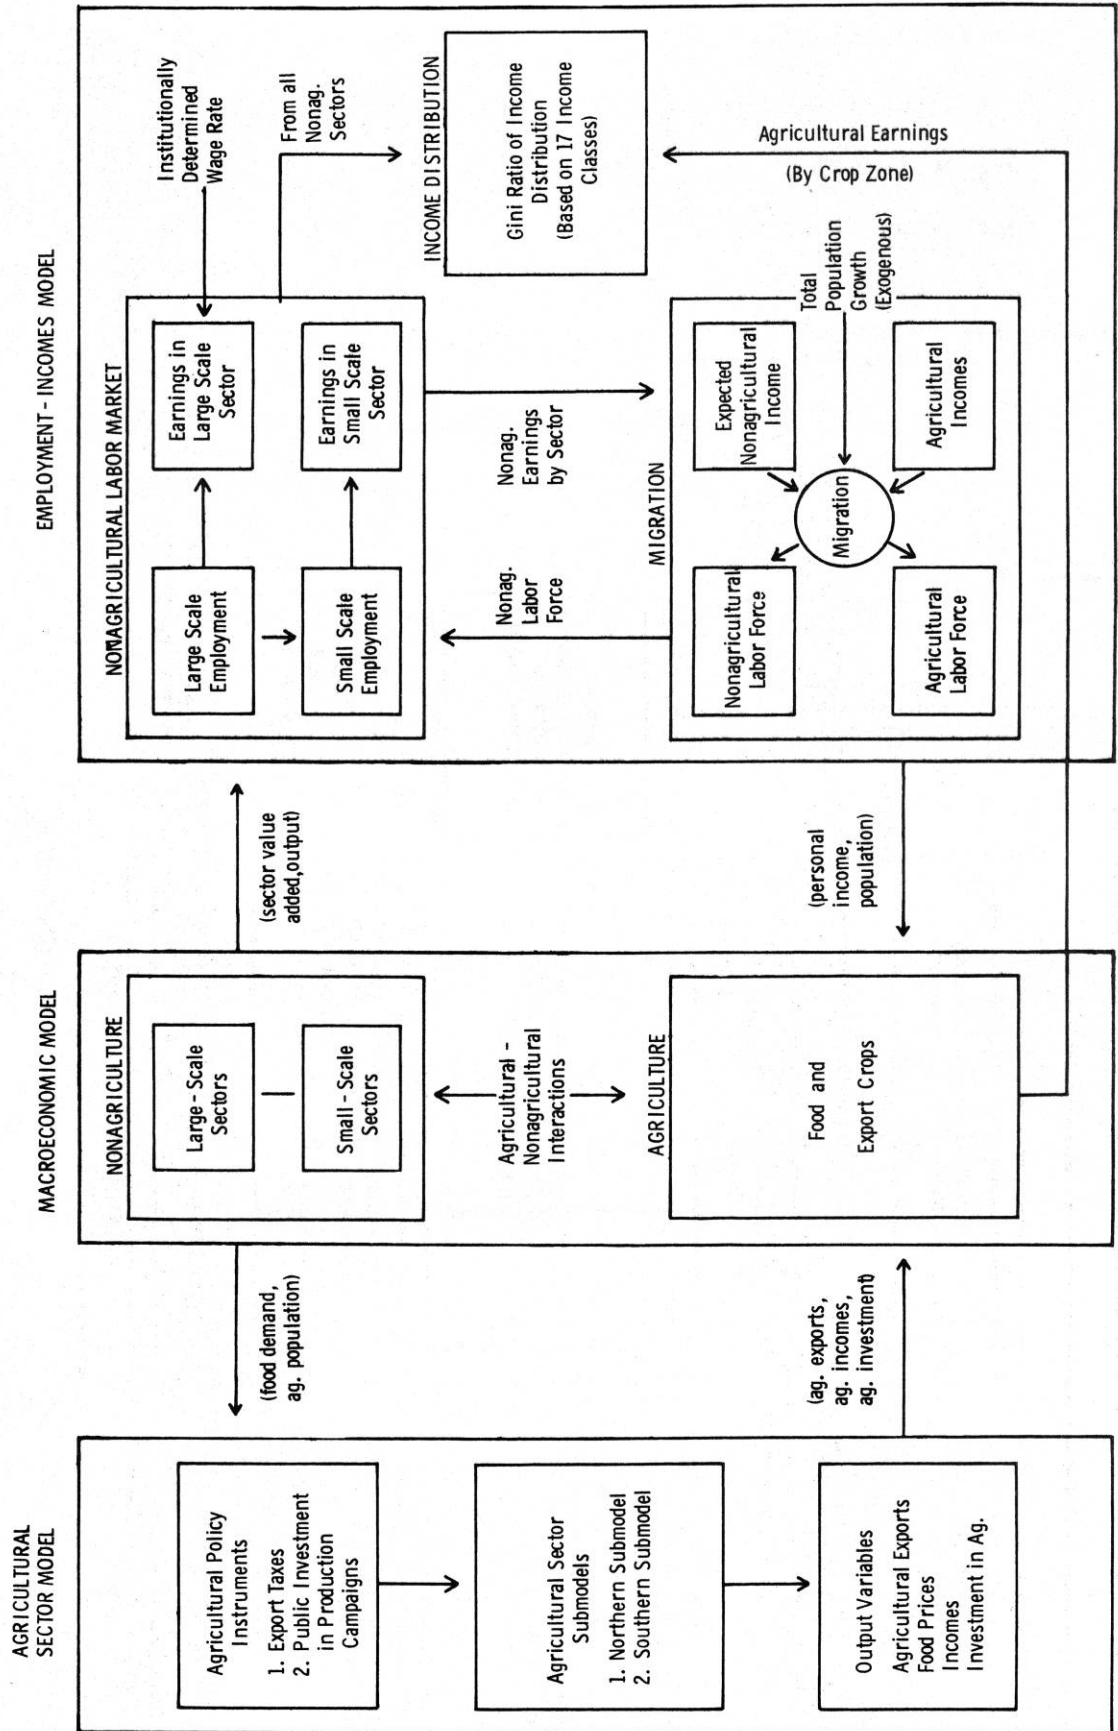 AGRICULTURAL
SECTOR MODEL
Agricultural Policy
Instruments
1. Export Taxes
2. Public Investment
in Production
Campaigns
Agricultural Sector
Submodels
1. Northern Submodel
2. Southern Submodel
Output Variables
Agricultural Exports
Food Prices
Incomes
Investment in Ag.
(food demand,
ag. population)
(ag. exports,
ag. incomes,
ag. investment)
MACROECONOMIC MODEL
NONAGRICULTURE
Large-Scale
Sectors
Small-Scale
Sectors
Agricultural -
Nonagricultural
Interactions
AGRICULTURE
Food and
Export Crops
(sector value
added,output)
(personal
income,
population)
EMPLOYMENT - INCOMES MODEL
NONAGRICULTURAL LABOR MARKET
Large Scale
Employment
Small Scale
Employment
Earnings in
Large Scale
Sector
Earnings in
Small Scale
Sector
Institutionally
Determined
Wage Rate
From all
Nonag.
Sectors
Nonag.
Labor
Force
Nonag.
Earnings
by Sector
INCOME DISTRIBUTION
Gini Ratio of Income
Distribution
(Based on 17 Income
Classes)
MIGRATION
Nonagricultural
Labor Force
Agricultural
Labor Force
Migration
Expected
Nonagricultural
Income
Agricultural
Incomes
Total
Population
Growth
(Exogenous)
Agricultural Earnings
(By Crop Zone)